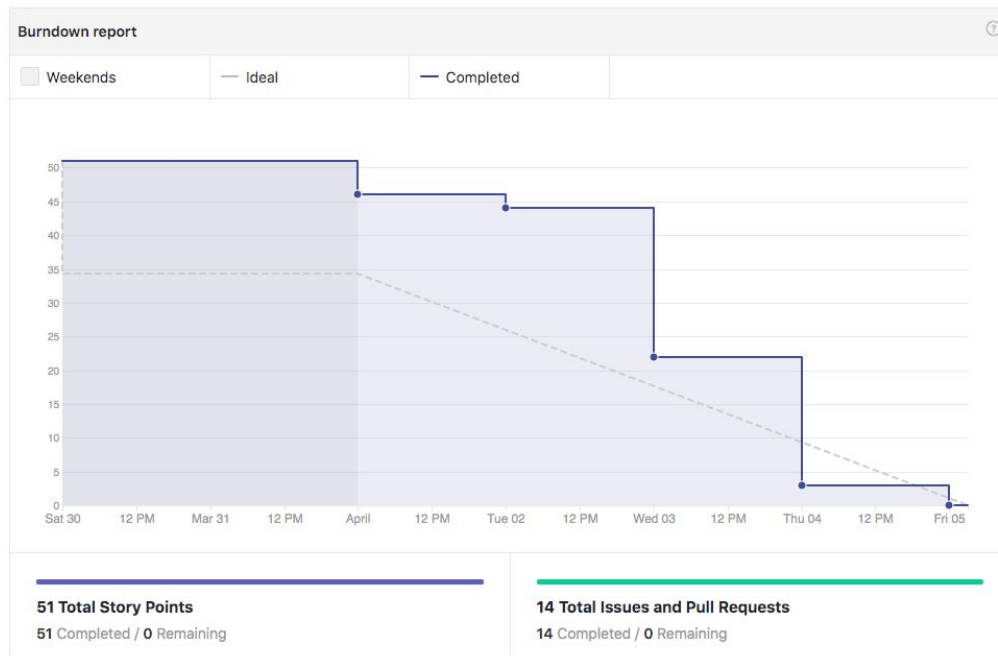 Burndown report
?
Weekends
Ideal
Completed
50
45
40
35
30
25
20
15
10
5
0
Sat 30 12 PM Mar 31 12 PM April 12 PM Tue 02 12 PM Wed 03 12 PM Thu 04 12 PM Fri 05
51 Total Story Points
51 Completed / 0 Remaining
14 Total Issues and Pull Requests
14 Completed / 0 Remaining